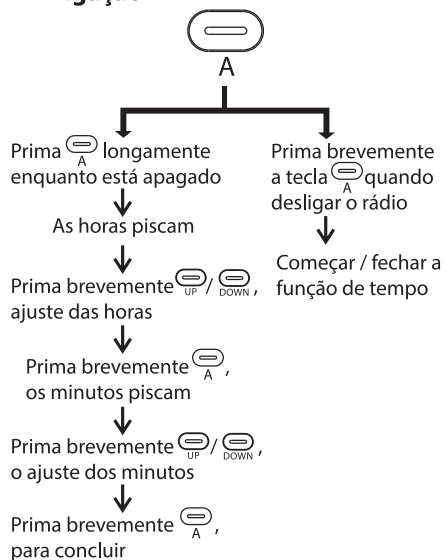 A
Prima A longamente
enquanto está apagado
As horas piscam
Prima brevemente UP / DOWN,
ajuste das horas
Prima brevemente A,
os minutos piscam
Prima brevemente UP / DOWN,
o ajuste dos minutos
Prima brevemente A,
para concluir
Prima brevemente
a tecla A quando
desligar o rádio
Começar / fechar a
função de tempo